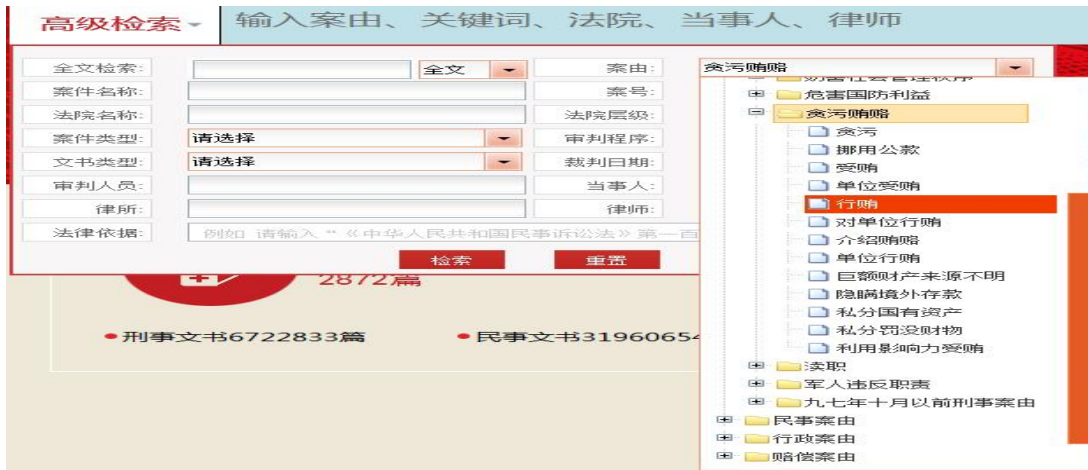 高级检索
输入案由、关键词、法院、当事人、律师
全文检索:
全文
案由:
贪污贿赂
案件名称:
案号:
法院名称:
法院层级:
案件类型:
请选择
审判程序:
文书类型:
请选择
裁判日期:
审判人员:
当事人:
律所:
律师:
法律依据:
例如 请输入“《中华人民共和国民事诉讼法》第一百
检索
重置
妨害社会管理秩序
危害国防利益
贪污贿赂
贪污
挪用公款
受贿
单位受贿
行贿
对单位行贿
介绍贿赂
单位行贿
巨额财产来源不明
隐瞒境外存款
私分国有资产
私分罚没财物
利用影响力受贿
渎职
军人违反职责
九七年十月以前刑事案由
民事案由
行政案由
赔偿案由
2872篇
•刑事文书6722833篇
•民事文书31960654